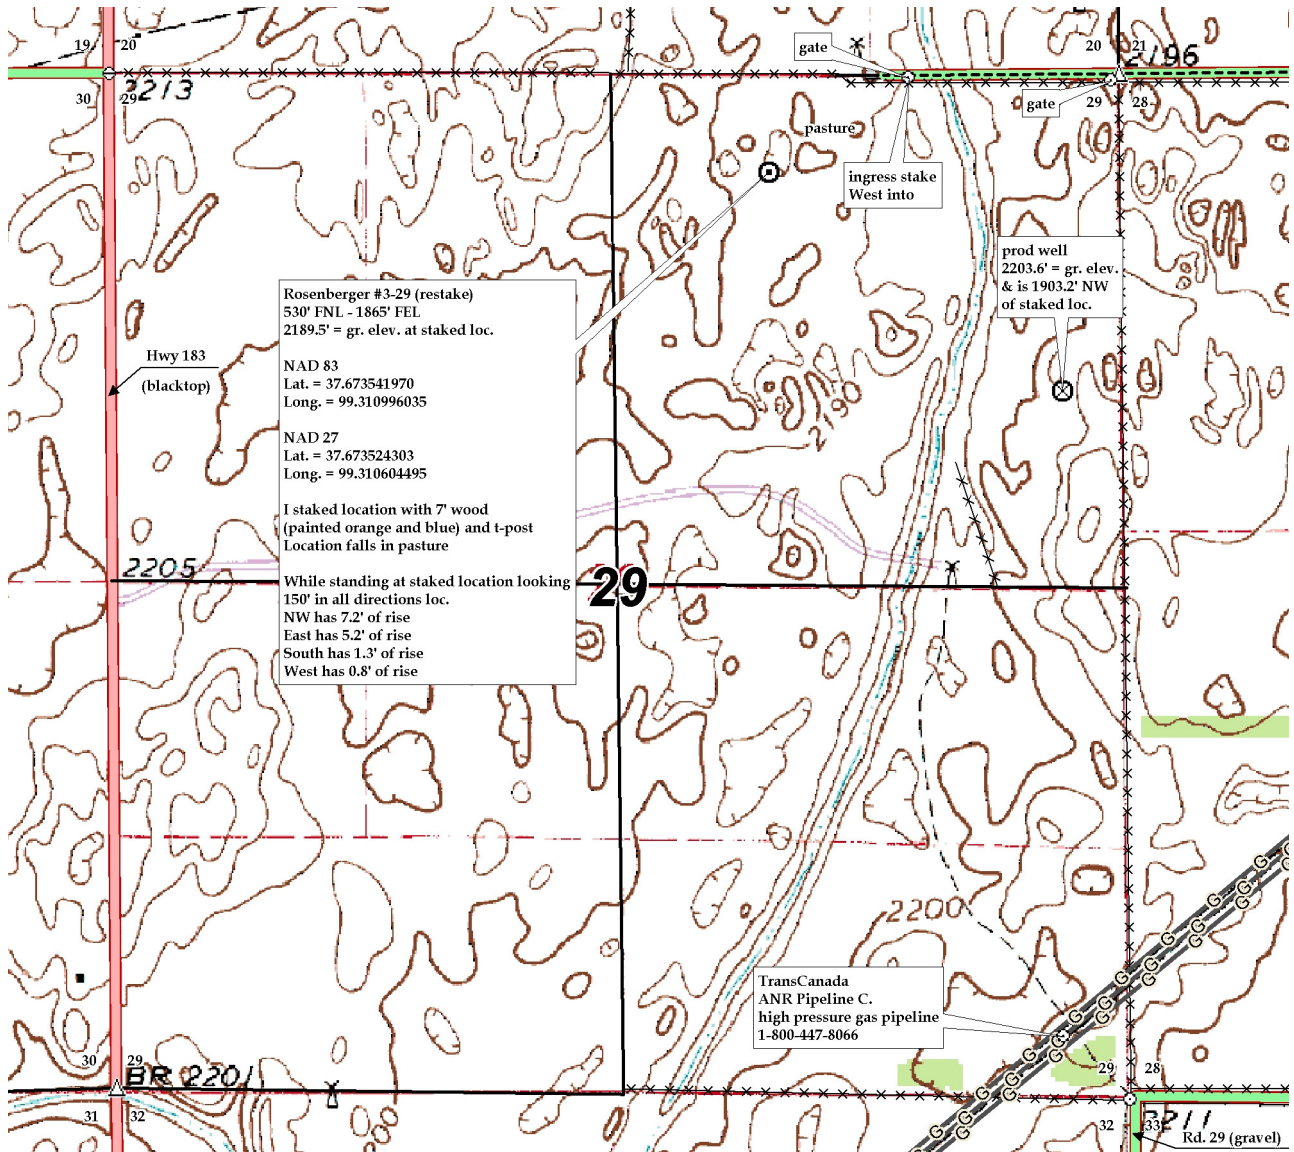 19
20
20
21
gate
2196
2213
30
29
gate
29
28
pasture
ingress stake
West into
prod well
2203.6' = gr. elev.
& is 1903.2' NW
of staked loc.
Rosenberger #3-29 (restake)
530' FNL - 1865' FEL
2189.5' = gr. elev. at staked loc.
NAD 83
Lat. = 37.673541970
Long. = 99.310996035
NAD 27
Lat. = 37.673524303
Long. = 99.310604495
I staked location with 7' wood
(painted orange and blue) and t-post
Location falls in pasture
While standing at staked location looking
150' in all directions loc.
NW has 7.2' of rise
East has 5.2' of rise
South has 1.3' of rise
West has 0.8' of rise
Hwy 183
(blacktop)
2190
2205
29
2200
TransCanada
ANR Pipeline C.
high pressure gas pipeline
1-800-447-8066
G G G G G G G G G G G G G G G G G G G G G G G G
30
29
29
28
BR 2201
31
32
32
33
2211
Rd. 29 (gravel)